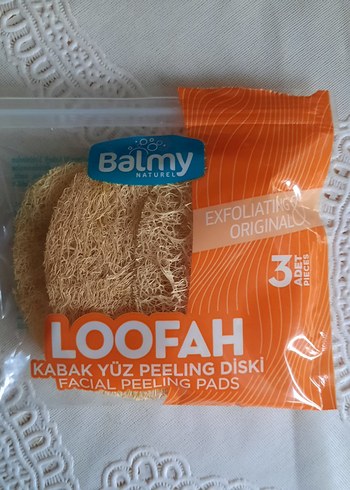 Balmy
NATUREL
EXFOLIATING
ORIGINAL
3 ADET
PIECES
LOOFAH
KABAK YÜZ PEELING DİSKİ
FACIAL PEELING PADS